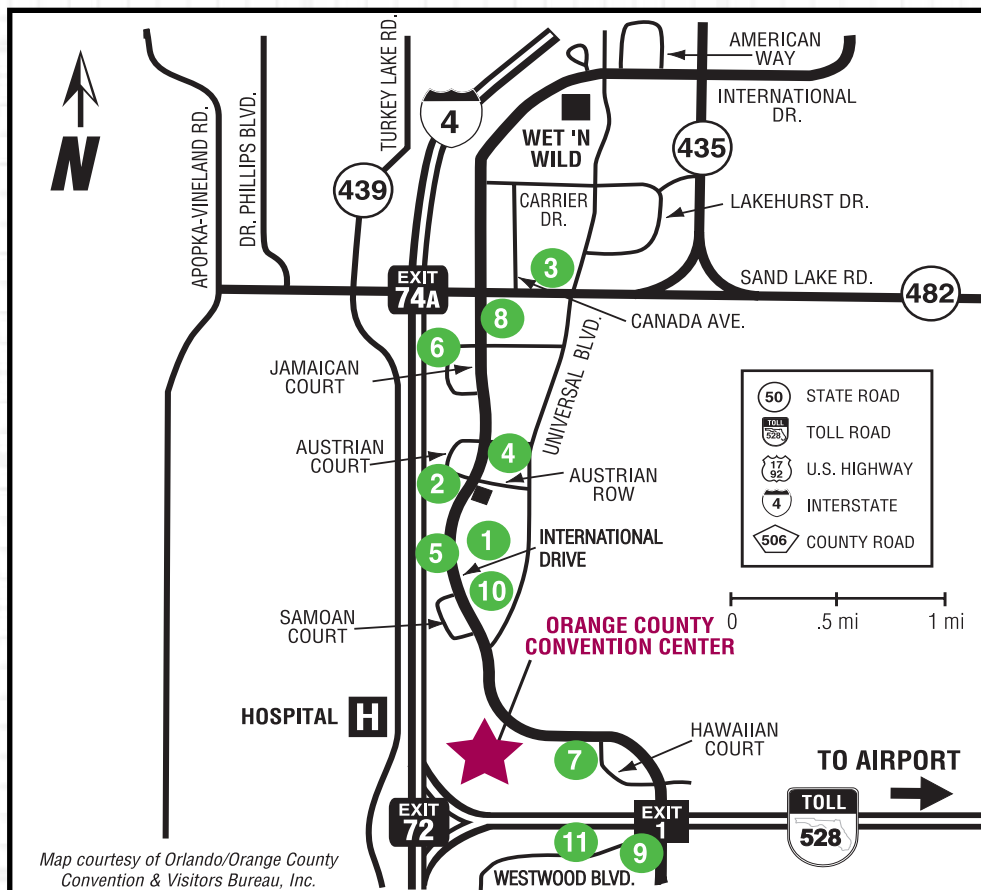 AMERICAN
WAY
INTERNATIONAL
DR.
TURKEY LAKE RD.
4
N
WET 'N
WILD
435
APOPKA-VINELAND RD.
DR. PHILLIPS BLVD.
439
CARRIER
DR.
LAKEHURST DR.
3
SAND LAKE RD.
EXIT
74A
482
8
CANADA AVE.
6
JAMAICAN
COURT
UNIVERSAL BLVD.
50 STATE ROAD
TOLL
528 TOLL ROAD
17
92 U.S. HIGHWAY
4 INTERSTATE
506 COUNTY ROAD
AUSTRIAN
COURT
4
2
AUSTRIAN
ROW
1
5
INTERNATIONAL
DRIVE
10
0 .5 mi 1 mi
SAMOAN
COURT
ORANGE COUNTY
CONVENTION CENTER
HOSPITAL H
HAWAIIAN
COURT
7
TO AIRPORT
EXIT
72
EXIT
1
TOLL
528
11
9
WESTWOOD BLVD.
Map courtesy of Orlando/Orange County
Convention & Visitors Bureau, Inc.